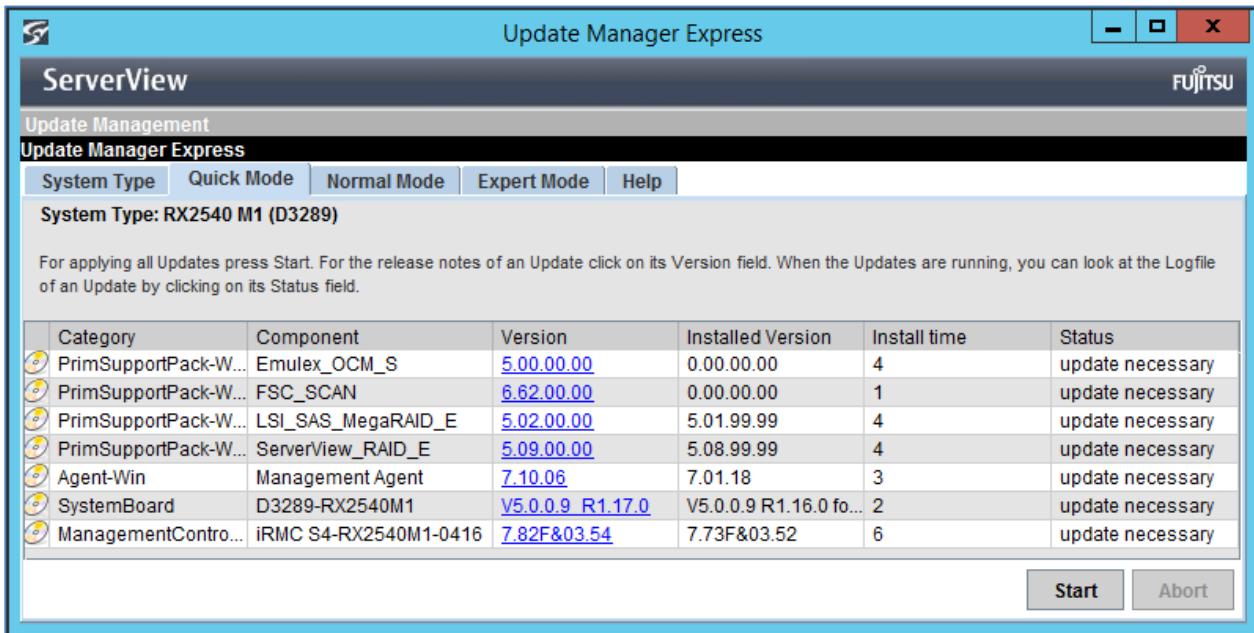 Update Manager Express
ServerView
FUJITSU
Update Management
Update Manager Express
System Type Quick Mode Normal Mode Expert Mode Help
System Type: RX2540 M1 (D3289)
For applying all Updates press Start. For the release notes of an Update click on its Version field. When the Updates are running, you can look at the Logfile
of an Update by clicking on its Status field.
Category Component Version Installed Version Install time Status
PrimSupportPack-W... Emulex_OCM_S 5.00.00.00 0.00.00.00 4 update necessary
PrimSupportPack-W... FSC_SCAN 6.62.00.00 0.00.00.00 1 update necessary
PrimSupportPack-W... LSI_SAS_MegaRAID_E 5.02.00.00 5.01.99.99 4 update necessary
PrimSupportPack-W... ServerView_RAID_E 5.09.00.00 5.08.99.99 4 update necessary
Agent-Win Management Agent 7.10.06 7.01.18 3 update necessary
SystemBoard D3289-RX2540M1 V5.0.0.9 R1.17.0 V5.0.0.9 R1.16.0 fo... 2 update necessary
ManagementContro... iRMC S4-RX2540M1-0416 7.82F&03.54 7.73F&03.52 6 update necessary
Start Abort